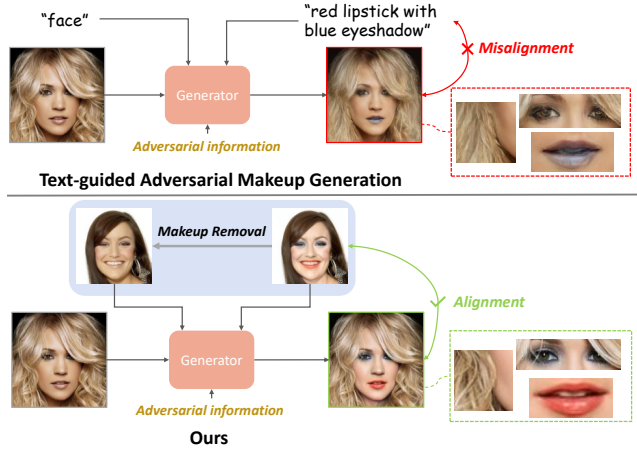 “face”
“red lipstick with
blue eyeshadow”
Misalignment
Generator
Adversarial information
Text-guided Adversarial Makeup Generation
Makeup Removal
Alignment
Generator
Adversarial information
Ours